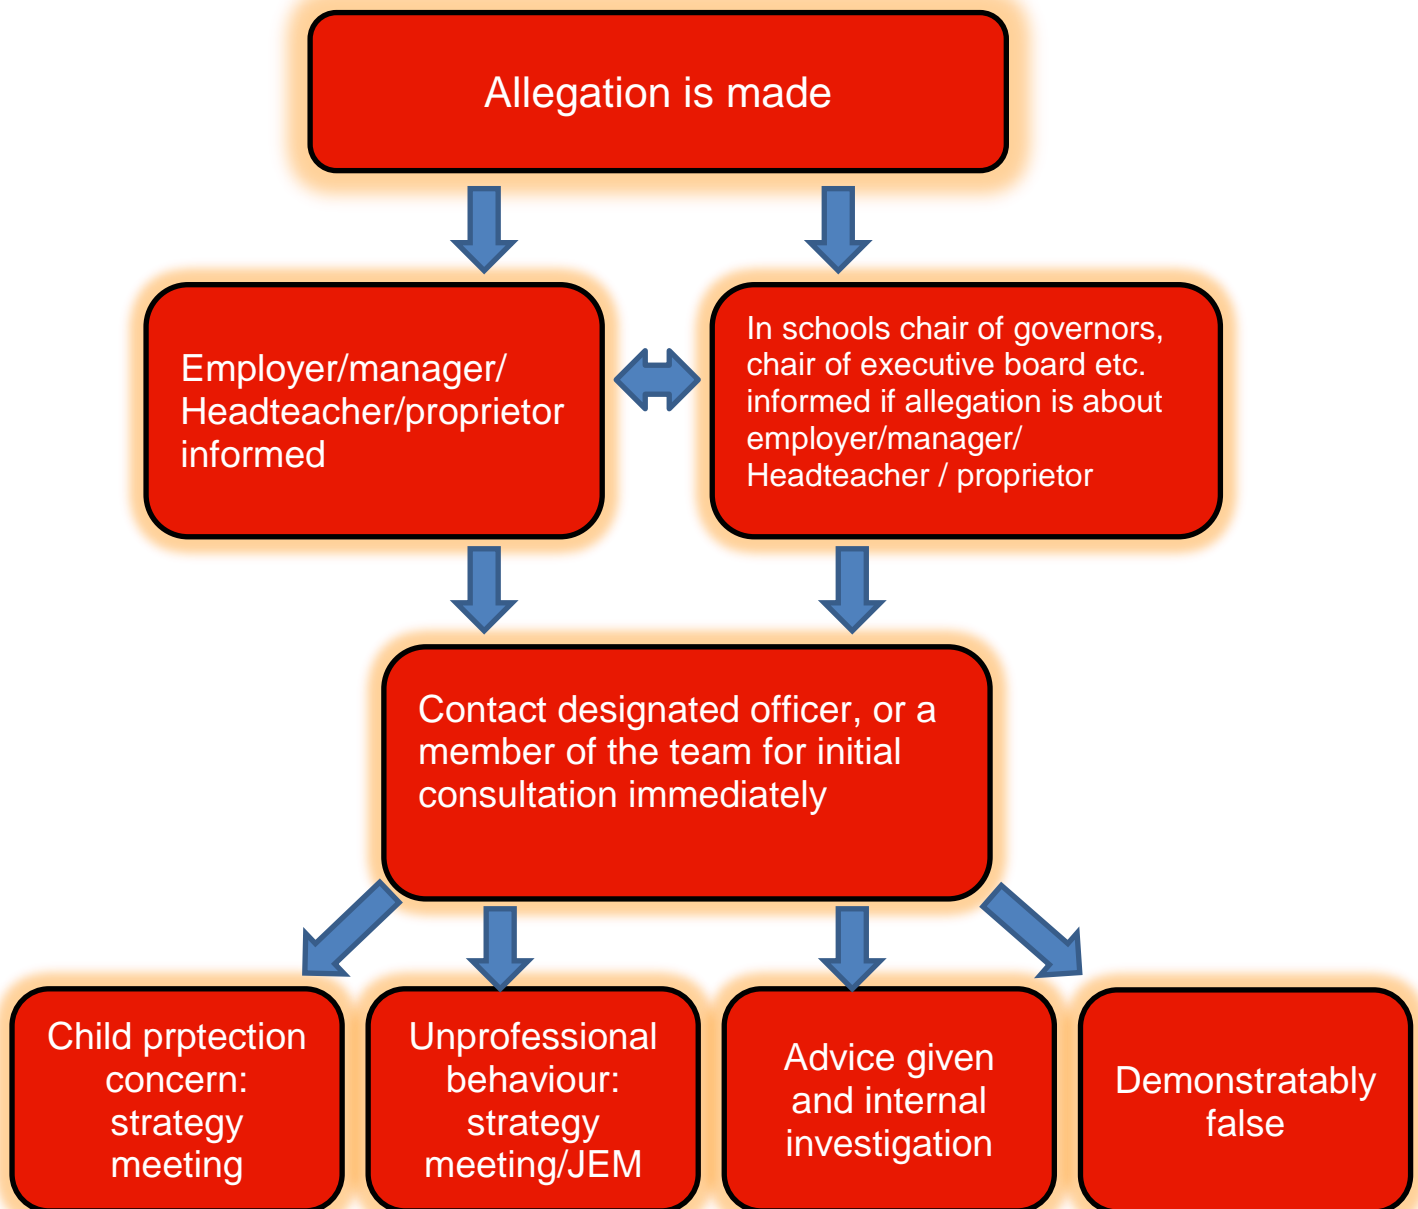 Allegation is made
Employer/manager/
Headteacher/proprietor
informed
In schools chair of governors,
chair of executive board etc.
informed if allegation is about
employer/manager/
Headteacher / proprietor
Contact designated officer, or a
member of the team for initial
consultation immediately
Child prptection
concern:
strategy
meeting
Unprofessional
behaviour:
strategy
meeting/JEM
Advice given
and internal
investigation
Demonstratably
false